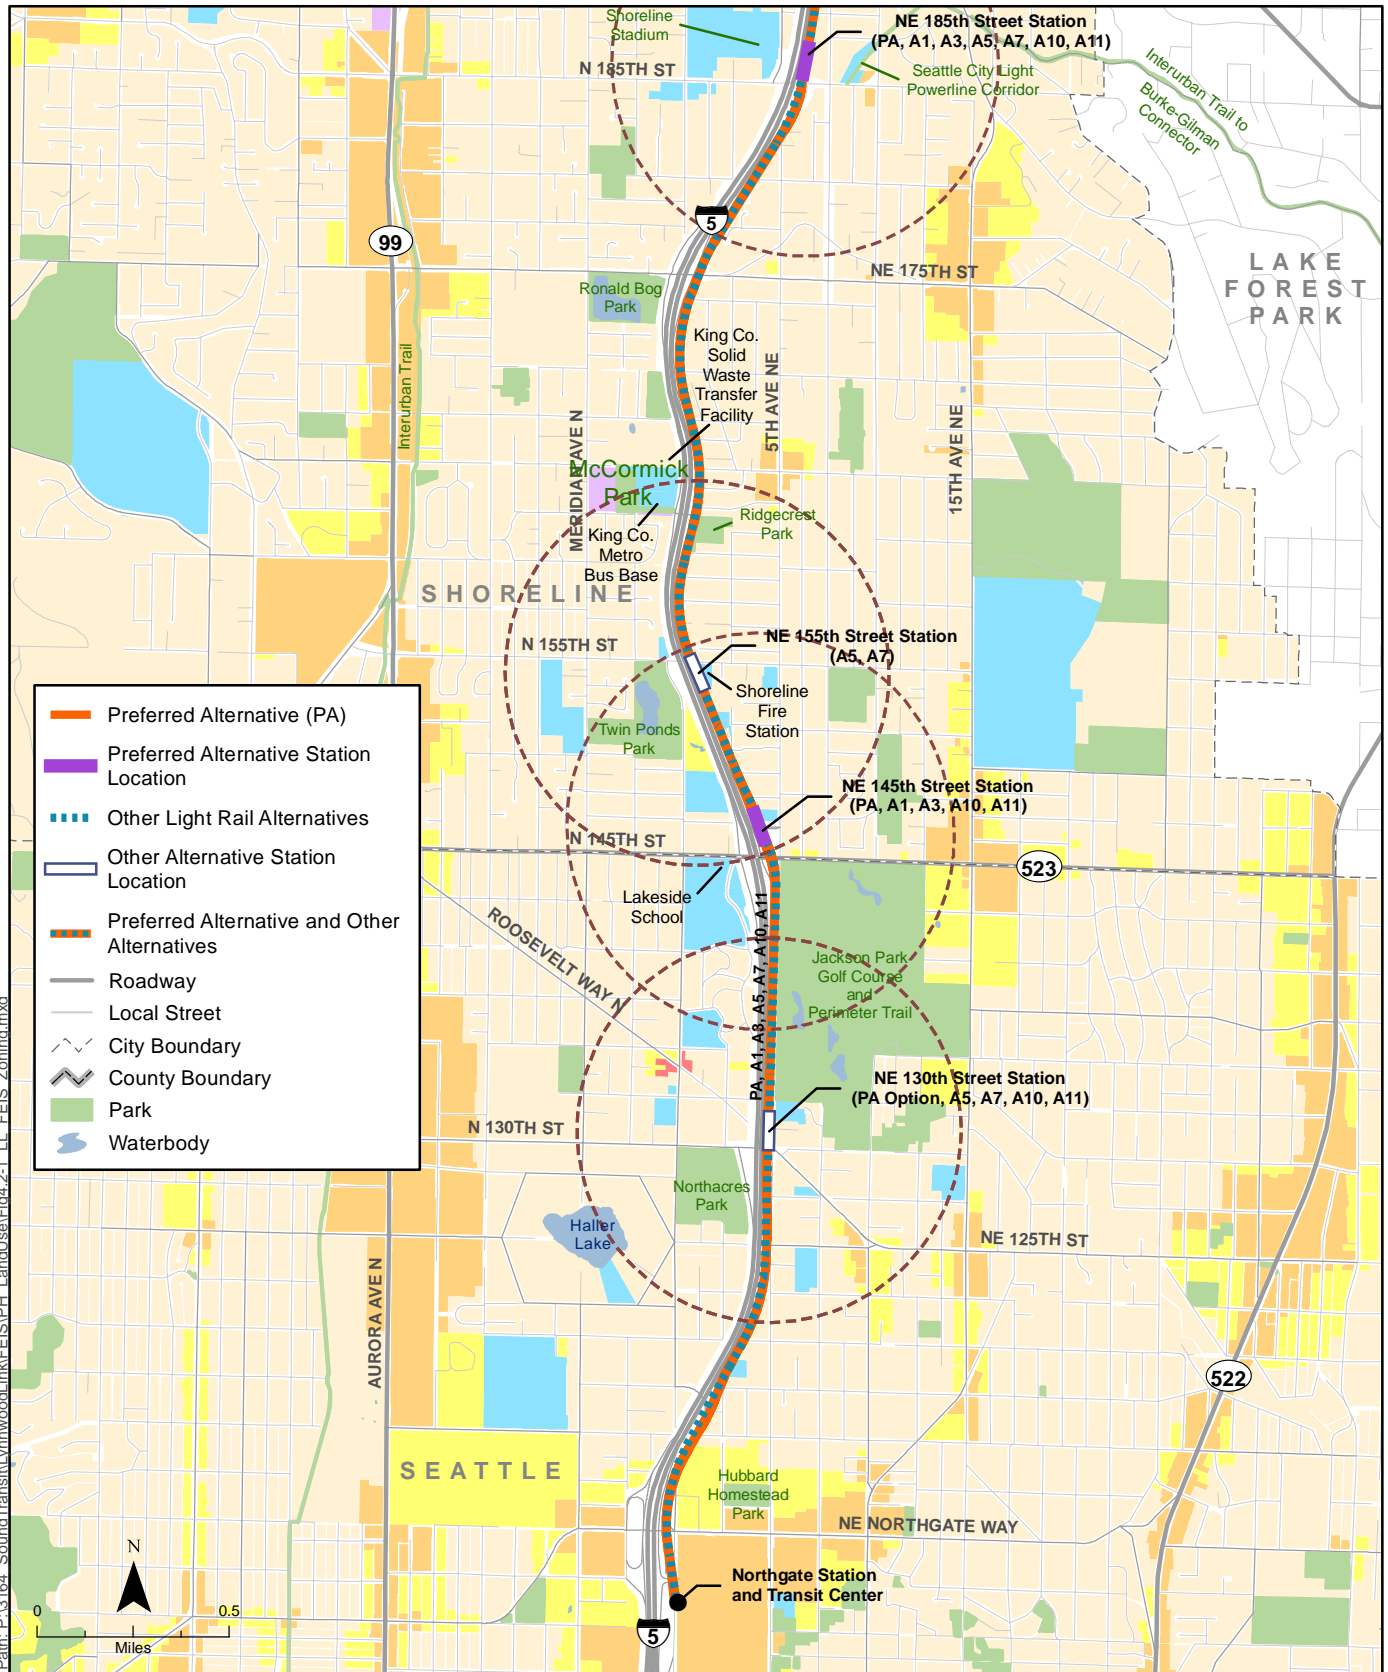 Shoreline
Stadium
NE 185th Street Station
(PA, A1, A3, A5, A7, A10, A11)
N 185TH ST
Seattle City Light
Powerline Corridor
Interurban Trail to
Burke-Gilman
Connector
5
99
NE 175TH ST
LAKE
FOREST
PARK
Ronald Bog
Park
King Co.
Solid
Waste
Transfer
Facility
Interurban Trail
MERIDIAN AVE N
5TH AVE NE
15TH AVE NE
McCormick
Park
Ridgecrest
Park
King Co.
Metro
Bus Base
SHORELINE
N 155TH ST
NE 155th Street Station
(A5, A7)
Shoreline
Fire
Station
Twin Ponds
Park
NE 145th Street Station
(PA, A1, A3, A10, A11)
N 145TH ST
523
Lakeside
School
ROOSEVELT WAY N
PA, A1, A3, A5, A7, A10, A11
Jackson Park
Golf Course
and
Perimeter Trail
NE 130th Street Station
(PA Option, A5, A7, A10, A11)
N 130TH ST
Northacres
Park
Haller
Lake
NE 125TH ST
AURORA AVE N
522
SEATTLE
Hubbard
Homestead
Park
NE NORTHGATE WAY
Northgate Station
and Transit Center
5
Preferred Alternative (PA)
Preferred Alternative Station
Location
Other Light Rail Alternatives
Other Alternative Station
Location
Preferred Alternative and Other
Alternatives
Roadway
Local Street
City Boundary
County Boundary
Park
Waterbody
N
0 0.5
Miles
Path: P:\3164_SoundTransit\LynnwoodLink\FEIS\PH_LandUse\Fig4.2-1_LL_FEIS_Zoning.mxd